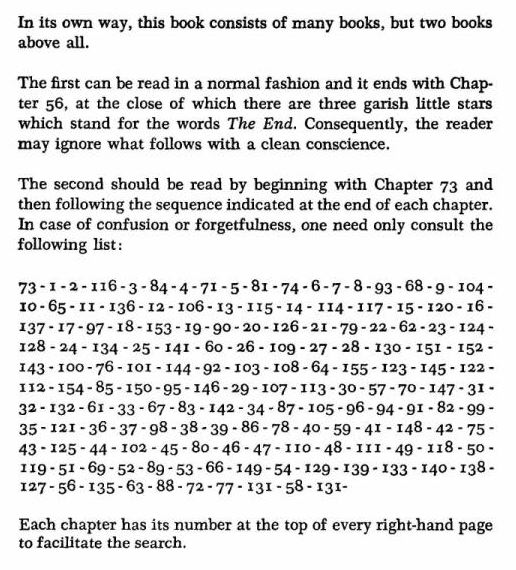 In its own way, this book consists of many books, but two books
above all.
The first can be read in a normal fashion and it ends with Chap-
ter 56, at the close of which there are three garish little stars
which stand for the words The End. Consequently, the reader
may ignore what follows with a clean conscience.
The second should be read by beginning with Chapter 73 and
then following the sequence indicated at the end of each chapter.
In case of confusion or forgetfulness, one need only consult the
following list:
73 - 1 - 2 - 116 - 3 - 84 - 4 - 71 - 5 - 81 - 74 - 6 - 7 - 8 - 93 - 68 - 9 - 104 -
10 - 65 - 11 - 136 - 12 - 106 - 13 - 115 - 14 - 114 - 117 - 15 - 120 - 16 -
137 - 17 - 97 - 18 - 153 - 19 - 90 - 20 - 126 - 21 - 79 - 22 - 62 - 23 - 124 -
128 - 24 - 134 - 25 - 141 - 60 - 26 - 109 - 27 - 28 - 130 - 151 - 152 -
143 - 100 - 76 - 101 - 144 - 92 - 103 - 108 - 64 - 155 - 123 - 145 - 122 -
112 - 154 - 85 - 150 - 95 - 146 - 29 - 107 - 113 - 30 - 57 - 70 - 147 - 31 -
32 - 132 - 61 - 33 - 67 - 83 - 142 - 34 - 87 - 105 - 96 - 94 - 91 - 82 - 99 -
35 - 121 - 36 - 37 - 98 - 38 - 39 - 86 - 78 - 40 - 59 - 41 - 148 - 42 - 75 -
43 - 125 - 44 - 102 - 45 - 80 - 46 - 47 - 110 - 48 - 111 - 49 - 118 - 50 -
119 - 51 - 69 - 52 - 89 - 53 - 66 - 149 - 54 - 129 - 139 - 133 - 140 - 138 -
127 - 56 - 135 - 63 - 88 - 72 - 77 - 131 - 58 - 131-
Each chapter has its number at the top of every right-hand page
to facilitate the search.